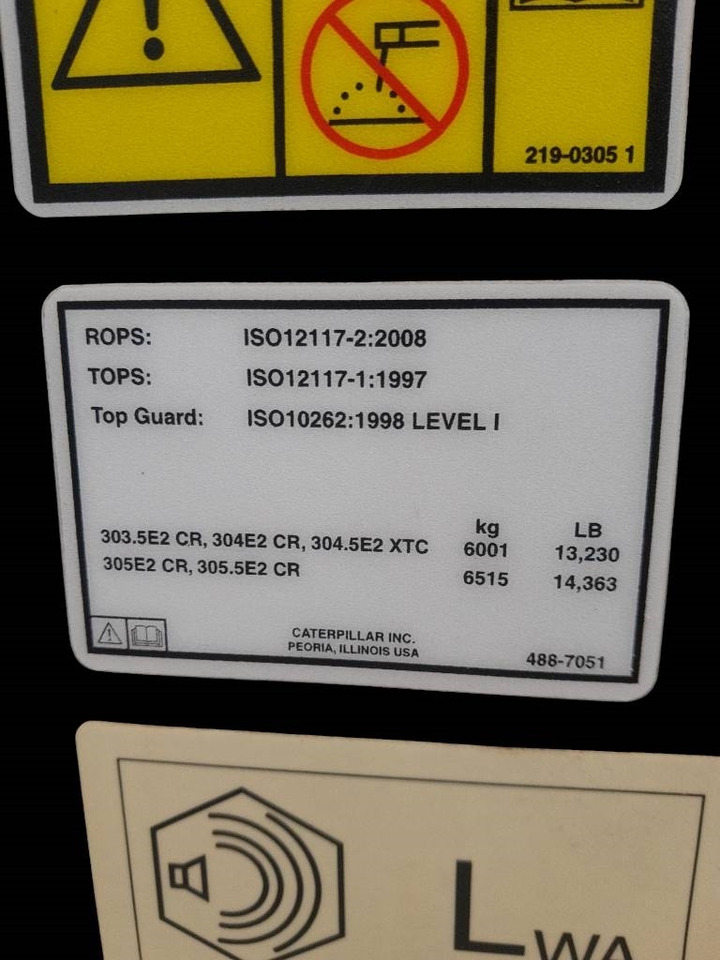 219-0305 1
ROPS: ISO12117-2:2008
TOPS: ISO12117-1:1997
Top Guard: ISO10262:1998 LEVEL I
kg LB
303.5E2 CR, 304E2 CR, 304.5E2 XTC 6001 13,230
305E2 CR, 305.5E2 CR 6515 14,363
CATERPILLAR INC.
PEORIA, ILLINOIS USA
488-7051
LWA